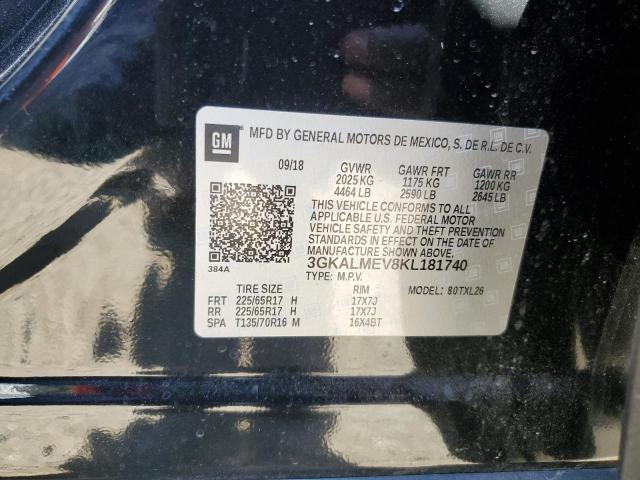 GM MFD BY GENERAL MOTORS DE MEXICO, S. DE R.L. DE C.V.
09/18 GVWR GAWR FRT GAWR RR
2025 KG 1175 KG 1200 KG
4464 LB 2590 LB 2645 LB
THIS VEHICLE CONFORMS TO ALL
APPLICABLE U.S. FEDERAL MOTOR
VEHICLE SAFETY AND THEFT PREVENTION
STANDARDS IN EFFECT ON THE DATE OF
MANUFACTURE SHOWN ABOVE.
3GKALMEV8KL181740
384A
TYPE: M.P.V. MODEL: 80TXL26
TIRE SIZE RIM
FRT 225/65R17 H 17X7J
RR 225/65R17 H 17X7J
SPA T135/70R16 M 16X4BT